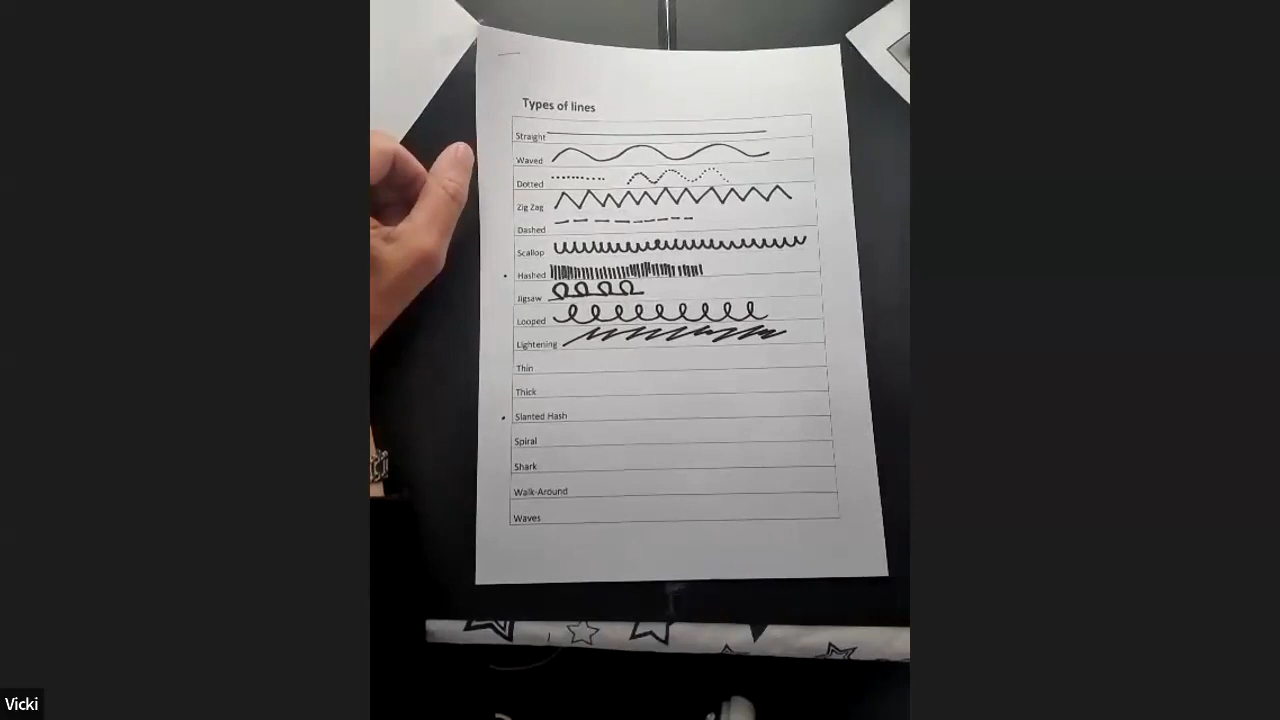 Types of lines
Straight
Waved
Dotted
Zig Zag
Dashed
Scallop
Hashed
Jigsaw
Looped
Lightening
Thin
Thick
Slanted Hash
Spiral
Shark
Walk-Around
Waves
Vicki